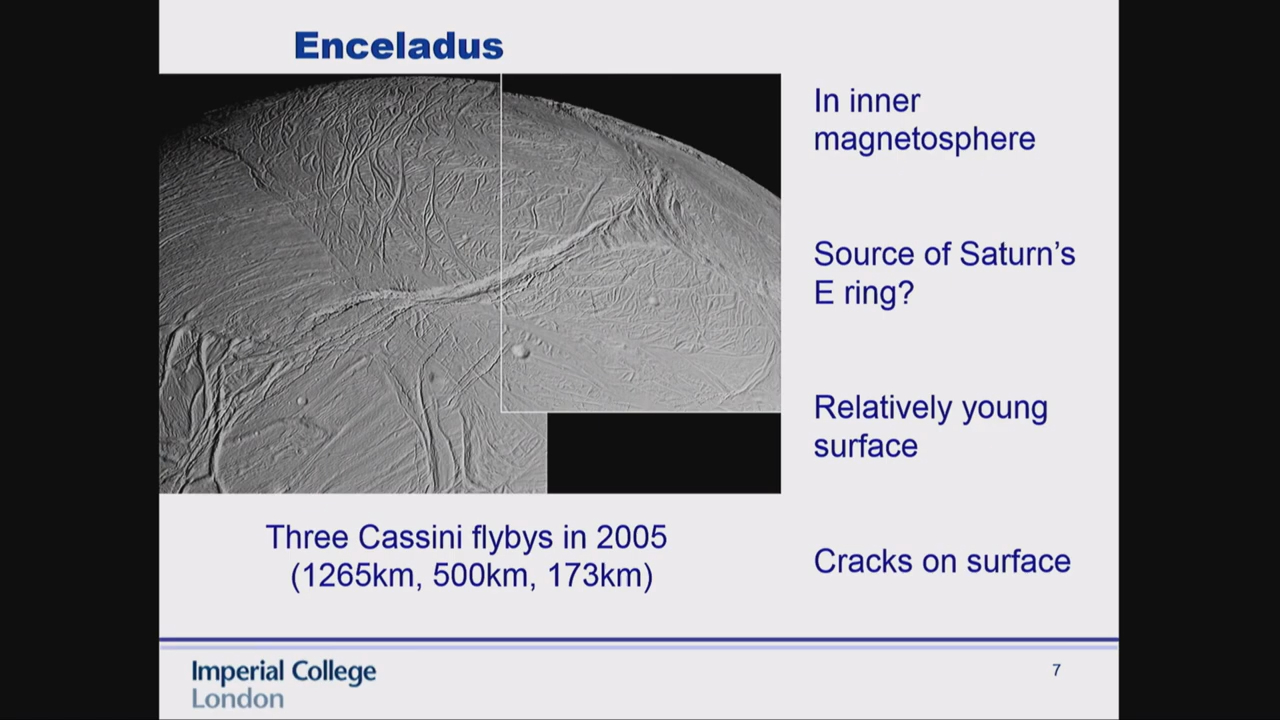 Enceladus
In inner
magnetosphere
Source of Saturn’s
E ring?
Relatively young
surface
Cracks on surface
Three Cassini flybys in 2005
(1265km, 500km, 173km)
Imperial College
London
7